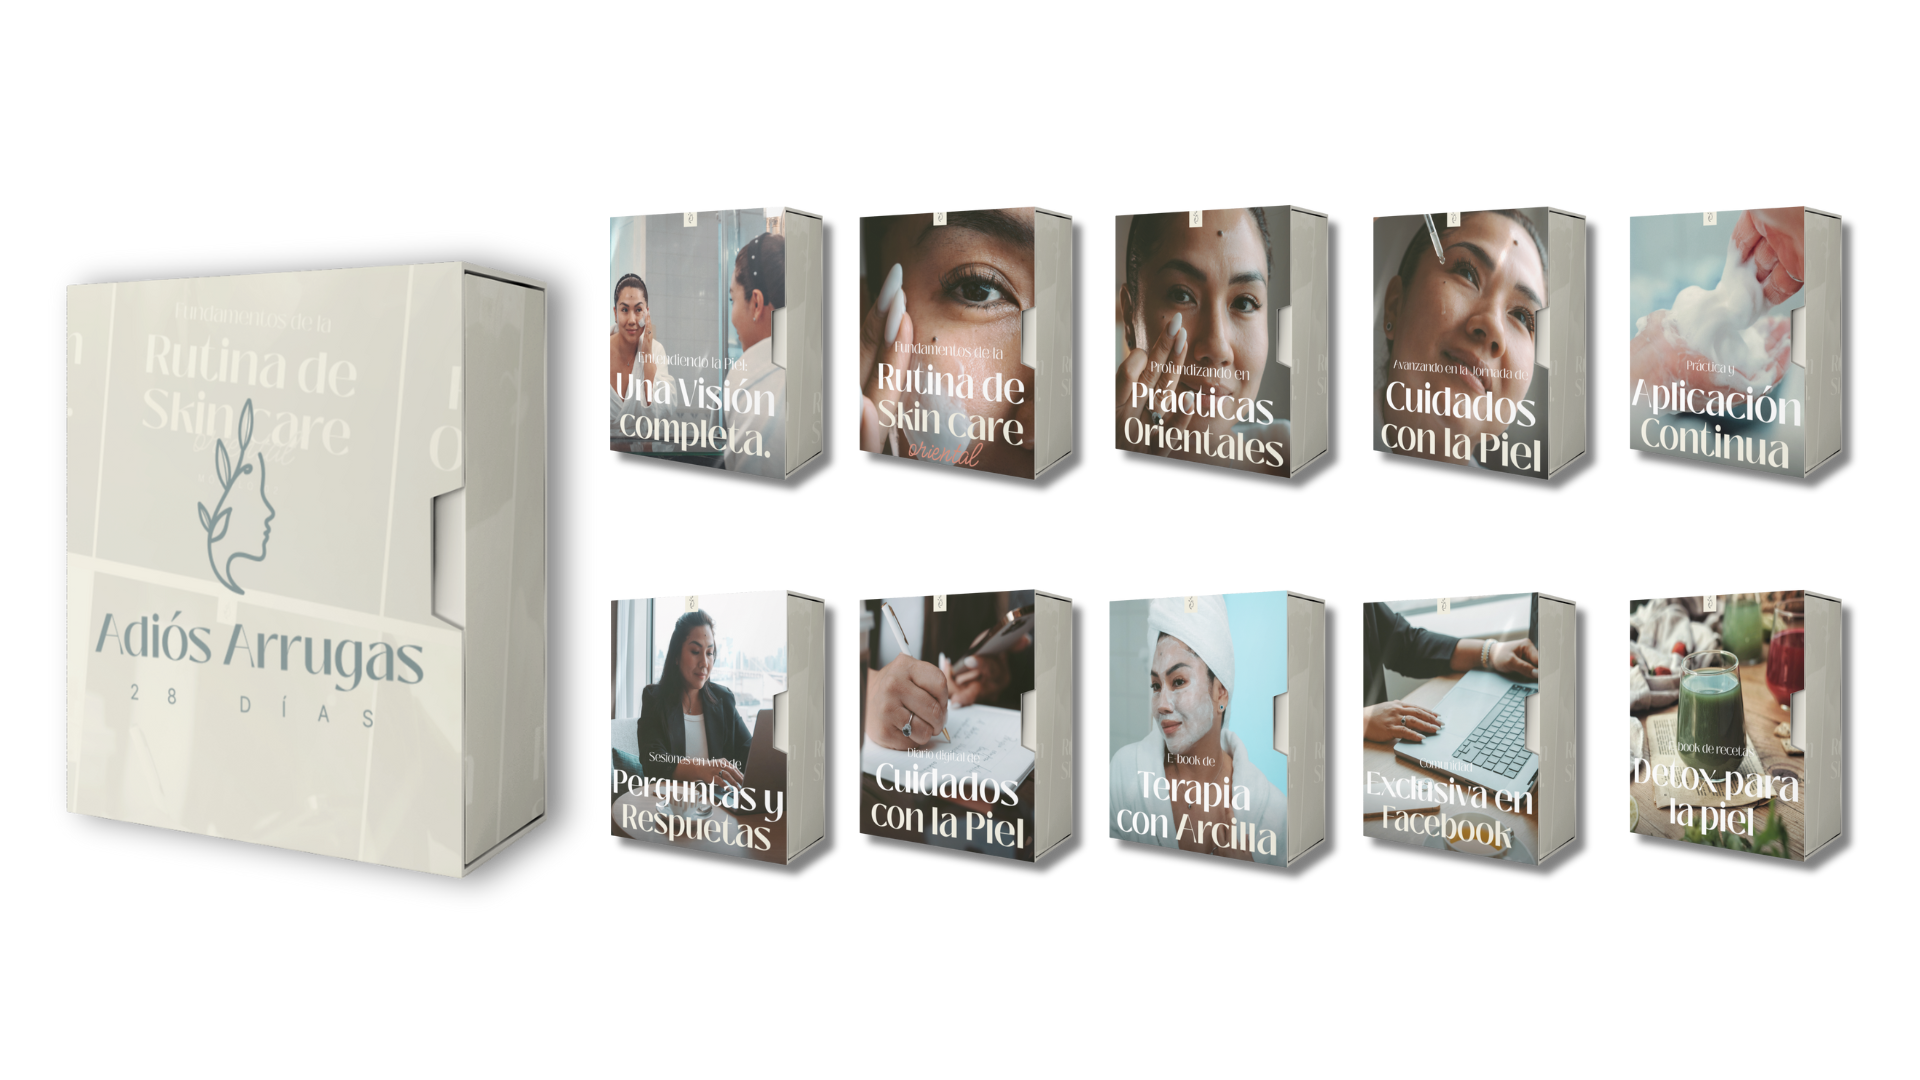 Fundamentos de la
Rutina de
Skin care
oriental
Adiós Arrugas
28 DÍAS
Entendiendo la Piel:
Una Visión
completa.
Fundamentos de la
Rutina de
Skin care
oriental
Profundizando en
Prácticas
Orientales
Avanzando en la Jornada de
Cuidados
con la Piel
Práctica y
Aplicación
Continua
Sesiones en vivo de
Perguntas y
Respuetas
Diario digital de
Cuidados
con la Piel
E-book de
Terapia
con Arcilla
Comunidad
Exclusiva en
Facebook
E-book de recetas
Detox para
la piel